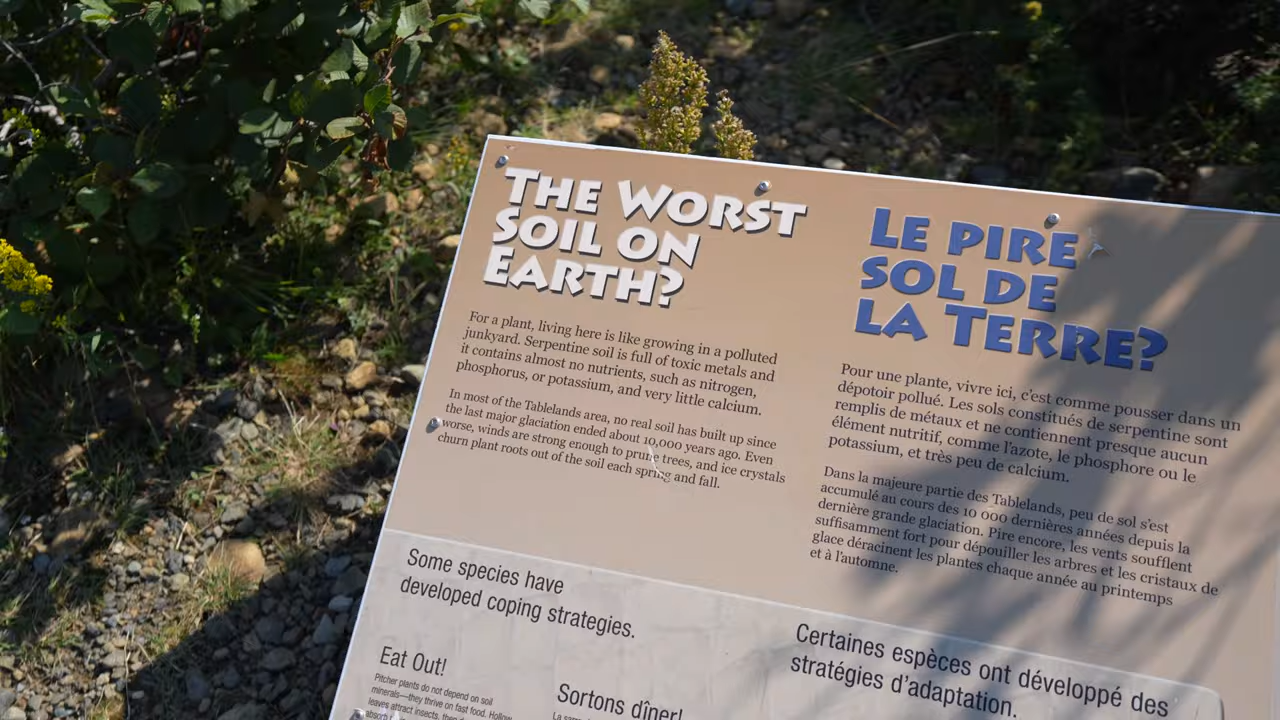 THE WORST
SOIL ON
EARTH?
For a plant, living here is like growing in a polluted
junkyard. Serpentine soil is full of toxic metals and
it contains almost no nutrients, such as nitrogen,
phosphorus, or potassium, and very little calcium.
In most of the Tablelands area, no real soil has built up since
the last major glaciation ended about 10,000 years ago. Even
worse, winds are strong enough to prune trees, and ice crystals
churn plant roots out of the soil each spring and fall.
LE PIRE
SOL DE
LA TERRE?
Pour une plante, vivre ici, c'est comme pousser dans un
dépotoir pollué. Les sols constitués de serpentine sont
remplis de métaux et ne contiennent presque aucun
élément nutritif, comme l'azote, le phosphore ou le
potassium, et très peu de calcium.
Dans la majeure partie des Tablelands, peu de sol s'est
accumulé au cours des 10 000 dernières années depuis la
dernière grande glaciation. Pire encore, les vents soufflent
suffisamment fort pour dépouiller les arbres et les cristaux de
glace déracinent les plantes chaque année au printemps
et à l'automne.
Some species have
developed coping strategies.
Certaines espèces ont développé des
stratégies d'adaptation.
Eat Out!
Pitcher plants do not depend on soil
minerals—they thrive on fast food. Hollow
leaves attract insects,
Sortons dîner!